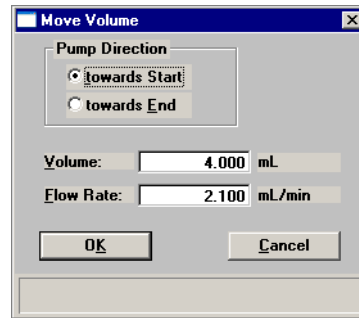 Move Volume
Pump Direction
towards Start
towards End
Volume: 4.000 mL
Flow Rate: 2.100 mL/min
OK Cancel